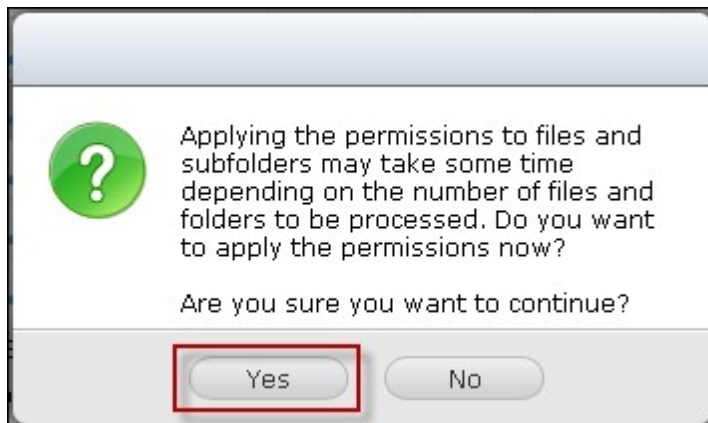 Applying the permissions to files and
subfolders may take some time
depending on the number of files and
folders to be processed. Do you want
to apply the permissions now?
Are you sure you want to continue?
Yes No